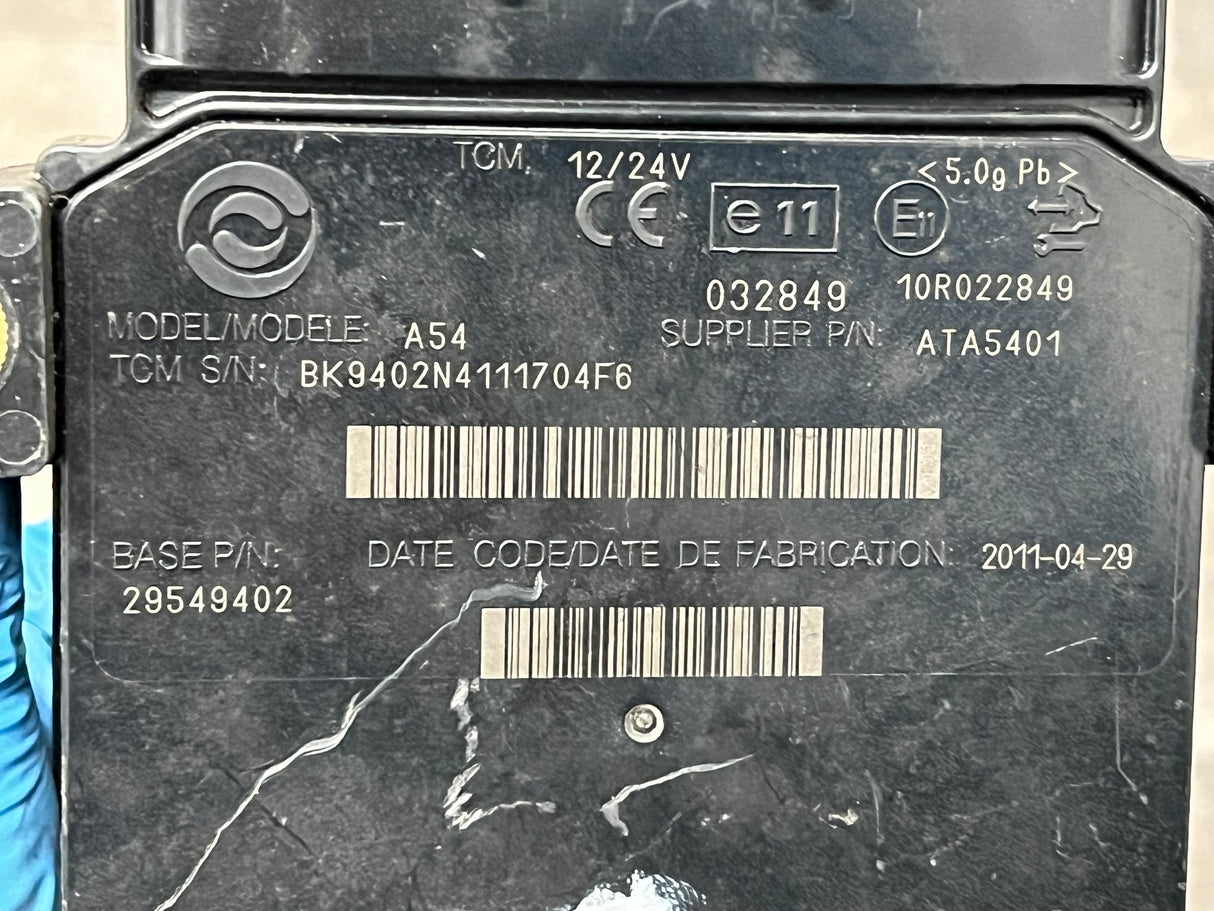 TCM. 12/24V <5.0g Pb>
CE e 11 E11
032849 10R022849
MODEL/MODELE: A54 SUPPLIER P/N: ATA5401
TCM S/N: BK9402N4111704F6
BASE P/N: DATE CODE/DATE DE FABRICATION: 2011-04-29
29549402